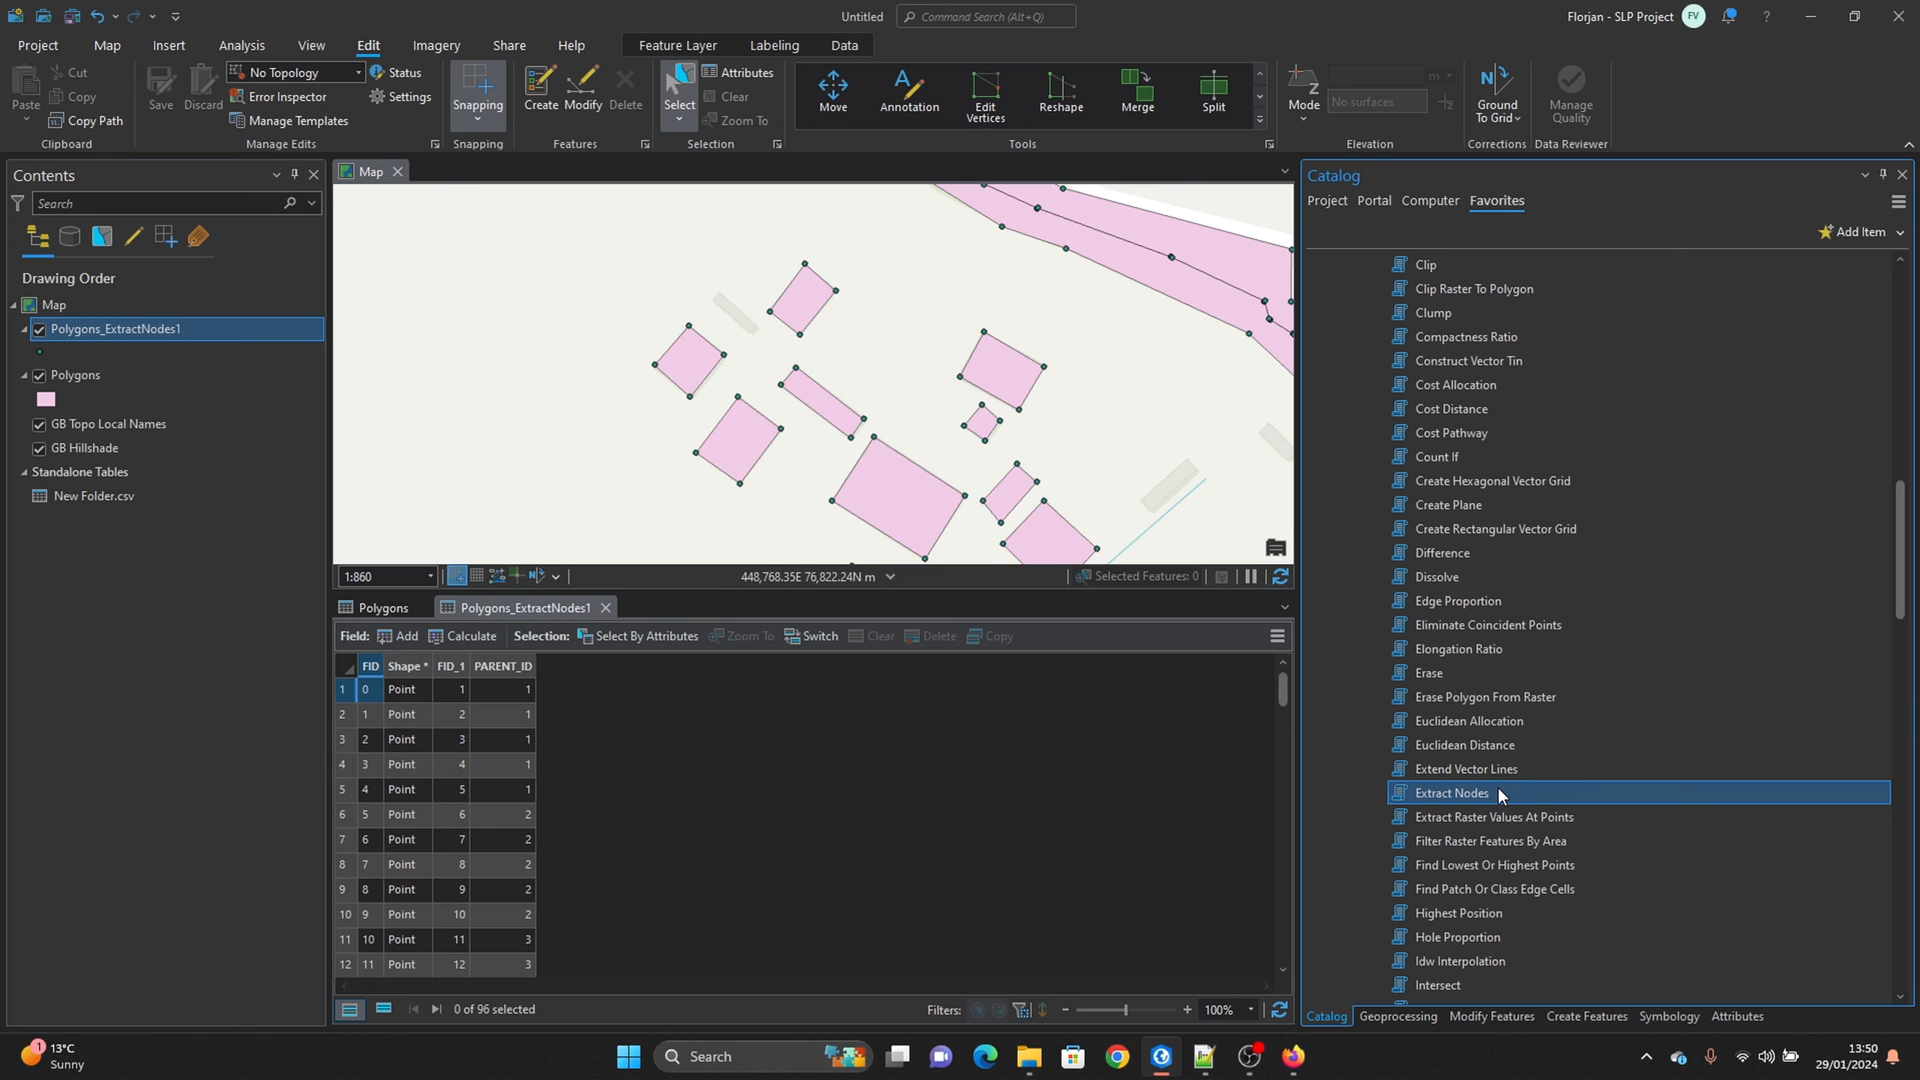 Untitled
Command Search (Alt+Q)
Florjan - SLP Project
FV
Project
Map
Insert
Analysis
View
Edit
Imagery
Share
Help
Feature Layer
Labeling
Data
Paste
Cut
Copy
Copy Path
Clipboard
Save
Discard
No Topology
Error Inspector
Manage Templates
Status
Settings
Manage Edits
Snapping
Snapping
Create
Modify
Delete
Features
Select
Attributes
Clear
Zoom To
Selection
Move
Annotation
Edit Vertices
Reshape
Merge
Split
Tools
Mode
No surfaces
m
Elevation
Ground To Grid
Corrections
Manage Quality
Data Reviewer
Contents
Search
Drawing Order
Map
Polygons_ExtractNodes1
Polygons
GB Topo Local Names
GB Hillshade
Standalone Tables
New Folder.csv
Map
1:860
448,768.35E 76,822.24N m
Selected Features: 0
Polygons
Polygons_ExtractNodes1
Field: Add Calculate Selection: Select By Attributes Zoom To Switch Clear Delete Copy
FID Shape * FID_1 PARENT_ID
1 0 Point 1 1
2 1 Point 2 1
3 2 Point 3 1
4 3 Point 4 1
5 4 Point 5 1
6 5 Point 6 2
7 6 Point 7 2
8 7 Point 8 2
9 8 Point 9 2
10 9 Point 10 2
11 10 Point 11 3
12 11 Point 12 3
0 of 96 selected
Filters:
100%
Catalog
Project Portal Computer Favorites
Add Item
Clip
Clip Raster To Polygon
Clump
Compactness Ratio
Construct Vector Tin
Cost Allocation
Cost Distance
Cost Pathway
Count If
Create Hexagonal Vector Grid
Create Plane
Create Rectangular Vector Grid
Difference
Dissolve
Edge Proportion
Eliminate Coincident Points
Elongation Ratio
Erase
Erase Polygon From Raster
Euclidean Allocation
Euclidean Distance
Extend Vector Lines
Extract Nodes
Extract Raster Values At Points
Filter Raster Features By Area
Find Lowest Or Highest Points
Find Patch Or Class Edge Cells
Highest Position
Hole Proportion
Idw Interpolation
Intersect
Catalog Geoprocessing Modify Features Create Features Symbology Attributes
1
13°C
Sunny
Search
13:50
29/01/2024